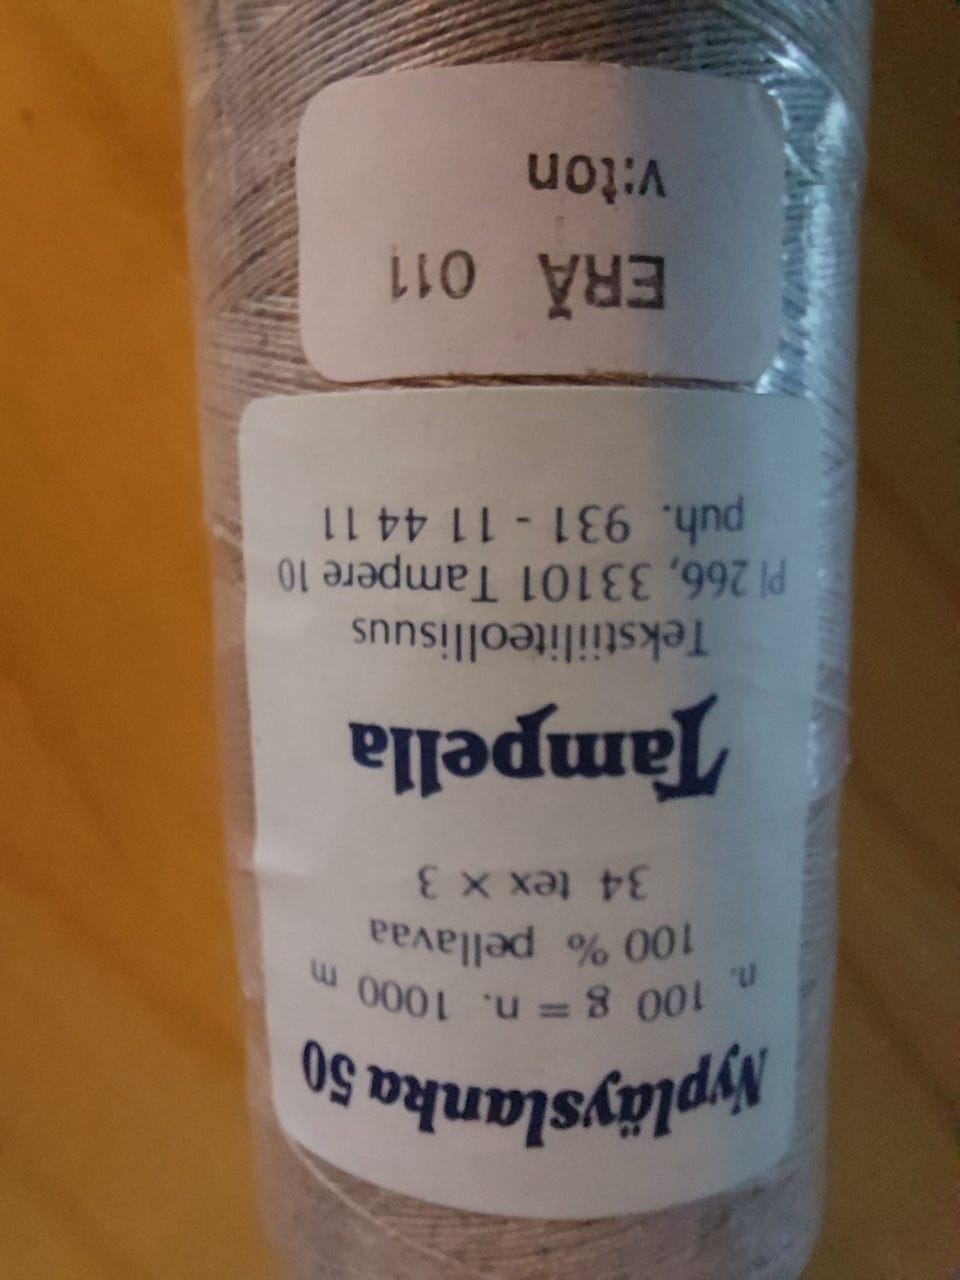 Nypläyslanka 50
n. 100 g = n. 1000 m
100 % pellavaa
34 tex x 3
Tampella
Tekstiiliteollisuus
Pl 266, 33101 Tampere 10
puh. 931 - 11 44 11
ERÄ 011
v:ton